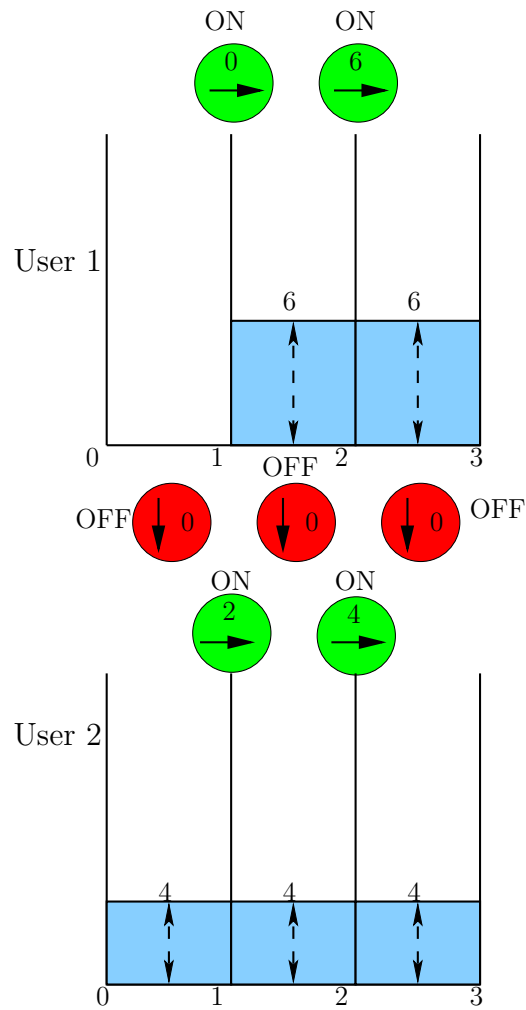 ON ON
0 6
User 1
6 6
0 1 2 3
OFF
OFF 0 0 0 OFF
ON ON
2 4
User 2
4 4 4
0 1 2 3